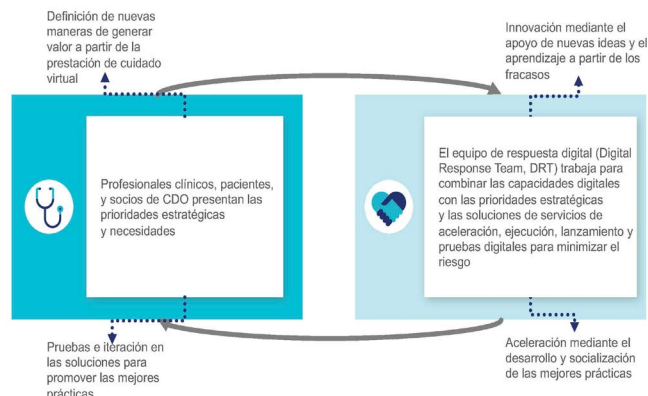 Definición de nuevas
maneras de generar
valor a partir de la
prestación de cuidado
virtual
Innovación mediante el
apoyo de nuevas ideas y el
aprendizaje a partir de los
fracasos
Profesionales clínicos, pacientes,
y socios de CDO presentan las
prioridades estratégicas
y necesidades
El equipo de respuesta digital (Digital
Response Team, DRT) trabaja para
combinar las capacidades digitales
con las prioridades estratégicas
y las soluciones de servicios de
aceleración, ejecución, lanzamiento y
pruebas digitales para minimizar el
riesgo
Pruebas e iteración en
las soluciones para
promover las mejores
prácticas
Aceleración mediante el
desarrollo y socialización
de las mejores prácticas